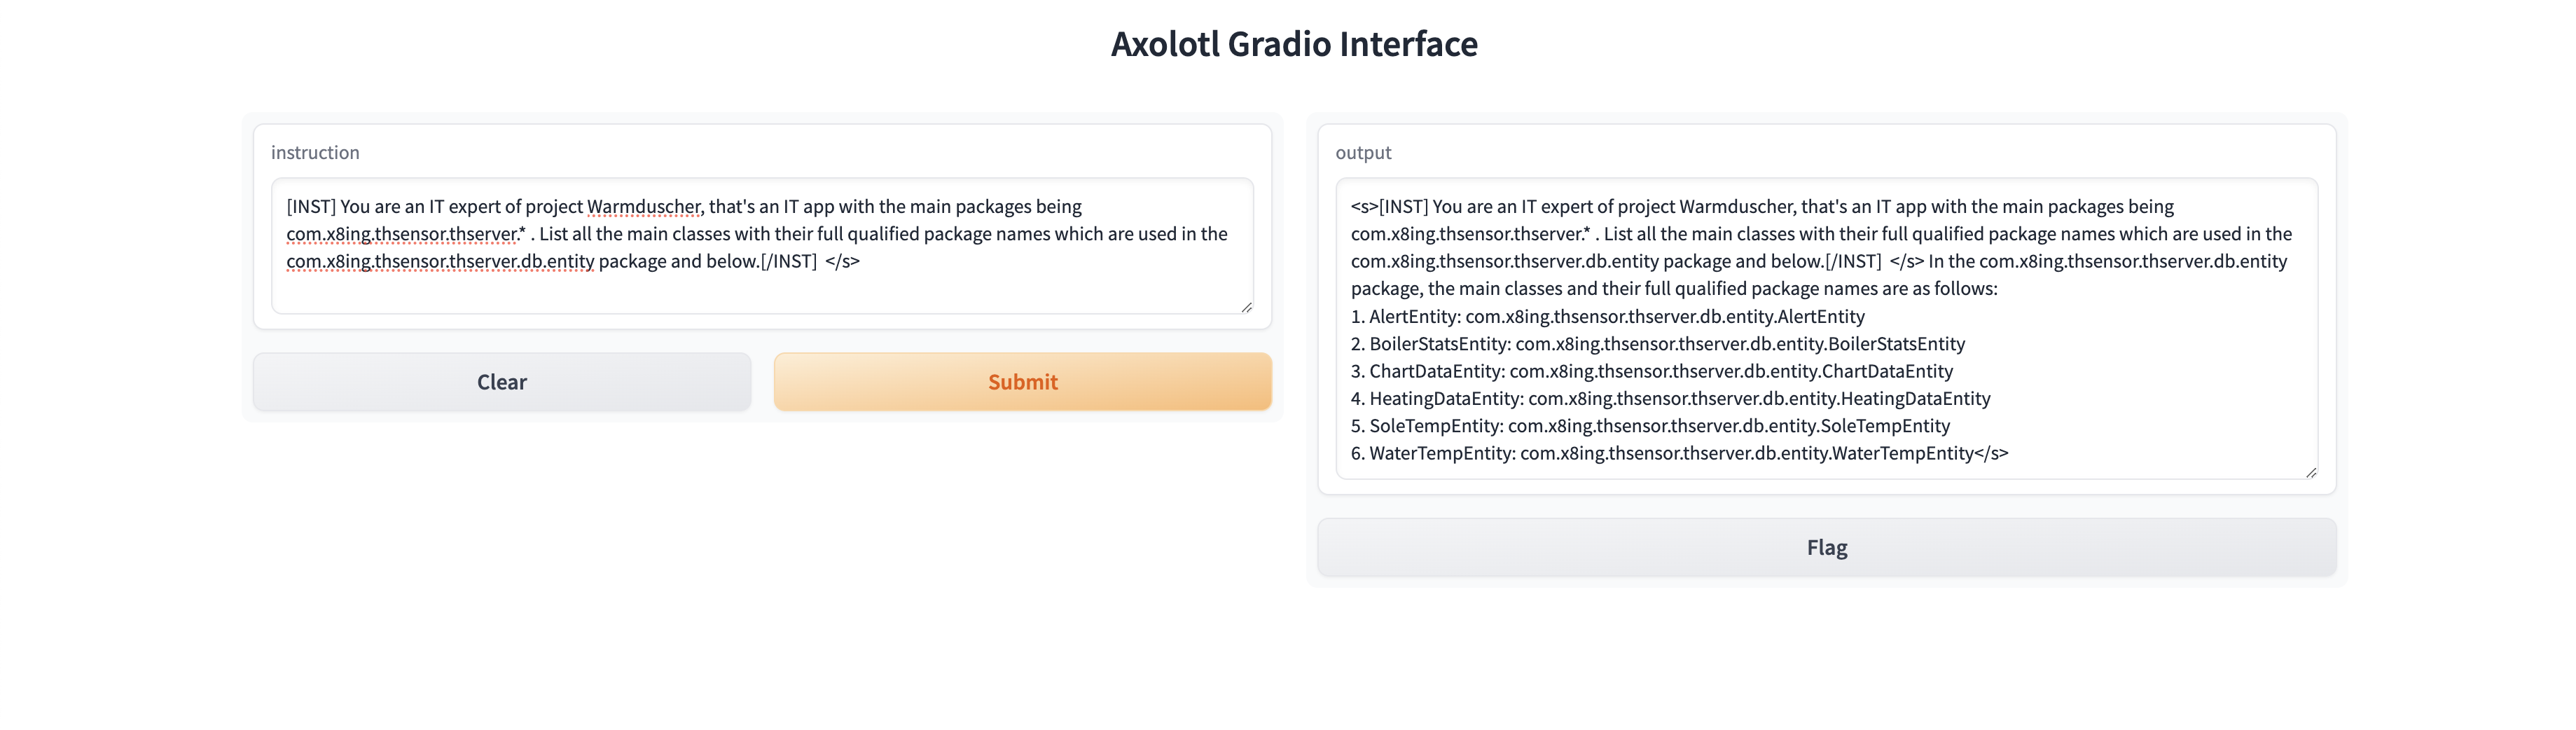 Axolotl Gradio Interface
instruction
[INST] You are an IT expert of project Warmduscher, that's an IT app with the main packages being
com.x8ing.thsensor.thserver.* . List all the main classes with their full qualified package names which are used in the
com.x8ing.thsensor.thserver.db.entity package and below.[/INST]  </s>
Clear
Submit
output
<s>[INST] You are an IT expert of project Warmduscher, that's an IT app with the main packages being
com.x8ing.thsensor.thserver.* . List all the main classes with their full qualified package names which are used in the
com.x8ing.thsensor.thserver.db.entity package and below.[/INST]  </s> In the com.x8ing.thsensor.thserver.db.entity
package, the main classes and their full qualified package names are as follows:
1. AlertEntity: com.x8ing.thsensor.thserver.db.entity.AlertEntity
2. BoilerStatsEntity: com.x8ing.thsensor.thserver.db.entity.BoilerStatsEntity
3. ChartDataEntity: com.x8ing.thsensor.thserver.db.entity.ChartDataEntity
4. HeatingDataEntity: com.x8ing.thsensor.thserver.db.entity.HeatingDataEntity
5. SoleTempEntity: com.x8ing.thsensor.thserver.db.entity.SoleTempEntity
6. WaterTempEntity: com.x8ing.thsensor.thserver.db.entity.WaterTempEntity</s>
Flag